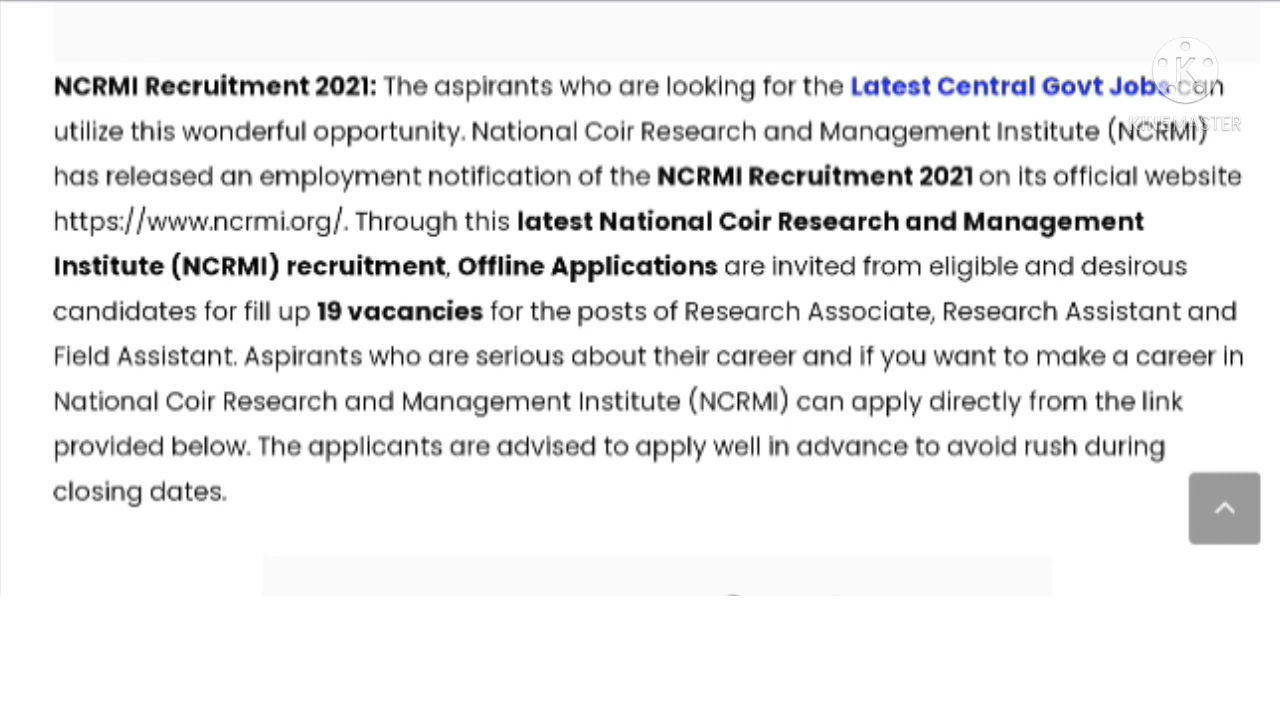 NCRMI Recruitment 2021: The aspirants who are looking for the Latest Central Govt Jobs can
utilize this wonderful opportunity. National Coir Research and Management Institute (NCRMI)
has released an employment notification of the NCRMI Recruitment 2021 on its official website
https://www.ncrmi.org/. Through this latest National Coir Research and Management
Institute (NCRMI) recruitment, Offline Applications are invited from eligible and desirous
candidates for fill up 19 vacancies for the posts of Research Associate, Research Assistant and
Field Assistant. Aspirants who are serious about their career and if you want to make a career in
National Coir Research and Management Institute (NCRMI) can apply directly from the link
provided below. The applicants are advised to apply well in advance to avoid rush during
closing dates.
K
KINEMASTER